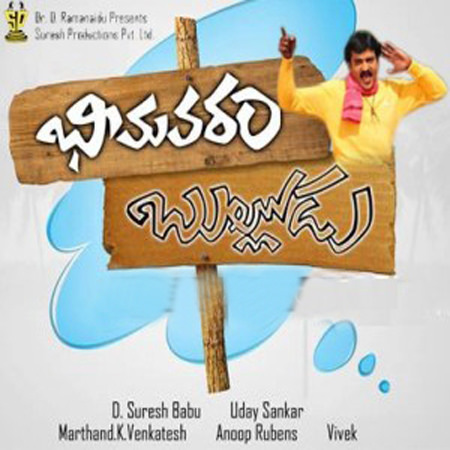 Dr. D. Ramanaidu Presents
Suresh Productions Pvt. Ltd.
భీమవరం
బుల్లోడు
D. Suresh Babu Uday Sankar
Marthand.K.Venkatesh Anoop Rubens Vivek